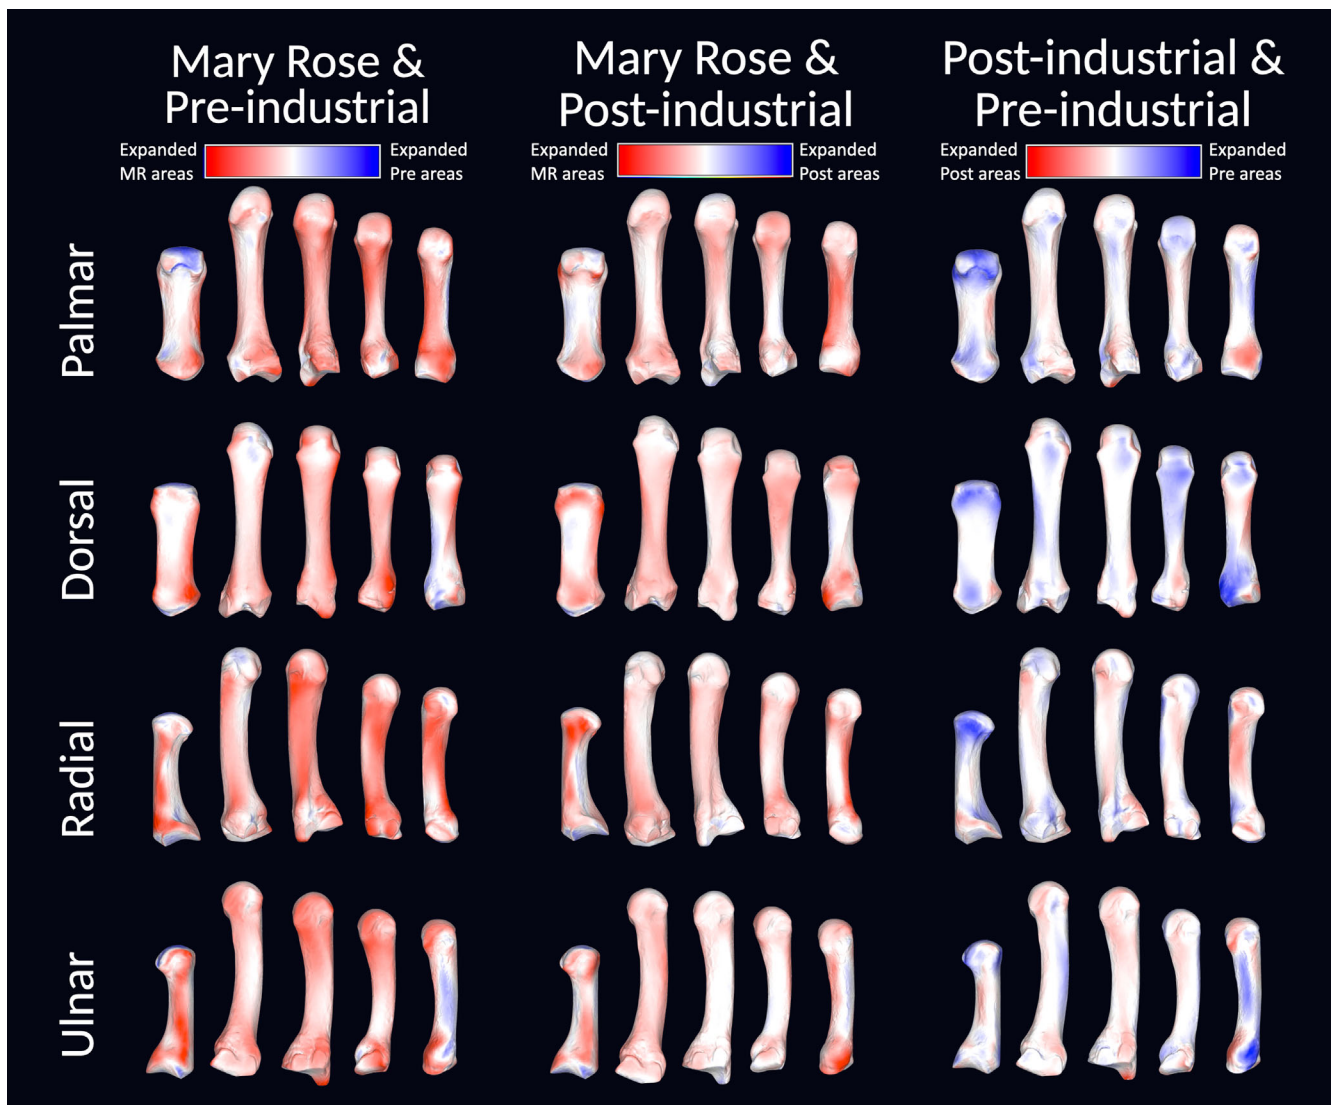 Mary Rose &
Pre-industrial
Expanded
MR areas
Expanded
Pre areas
Mary Rose &
Post-industrial
Expanded
MR areas
Expanded
Post areas
Post-industrial &
Pre-industrial
Expanded
Post areas
Expanded
Pre areas
Palmar
Dorsal
Radial
Ulnar